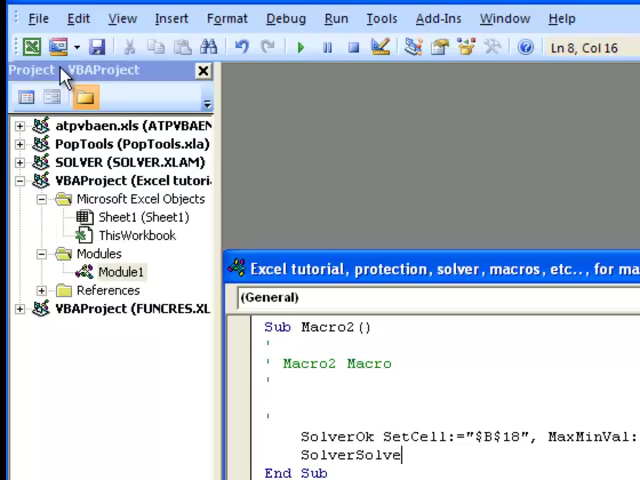 File Edit View Insert Format Debug Run Tools Add-Ins Window Help
Ln 8, Col 16
Project - VBAProject
atpvbaen.xls (ATPVBAEN
PopTools (PopTools.xla)
SOLVER (SOLVER.XLAM)
VBAProject (Excel tutori
Microsoft Excel Objects
Sheet1 (Sheet1)
ThisWorkbook
Modules
Module1
References
VBAProject (FUNCRES.XL
Excel tutorial, protection, solver, macros, etc.., for ma
(General)
Sub Macro2()
'
' Macro2 Macro
'
'
SolverOk SetCell:="$B$18", MaxMinVal:
SolverSolve
End Sub